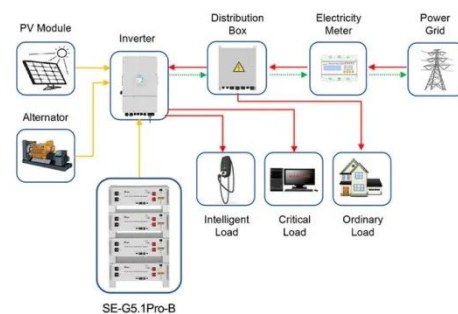 PV Module
Inverter
Distribution
Box
Electricity
Meter
Power
Grid
Alternator
Intelligent
Load
Critical
Load
Ordinary
Load
SE-G5.1Pro-B